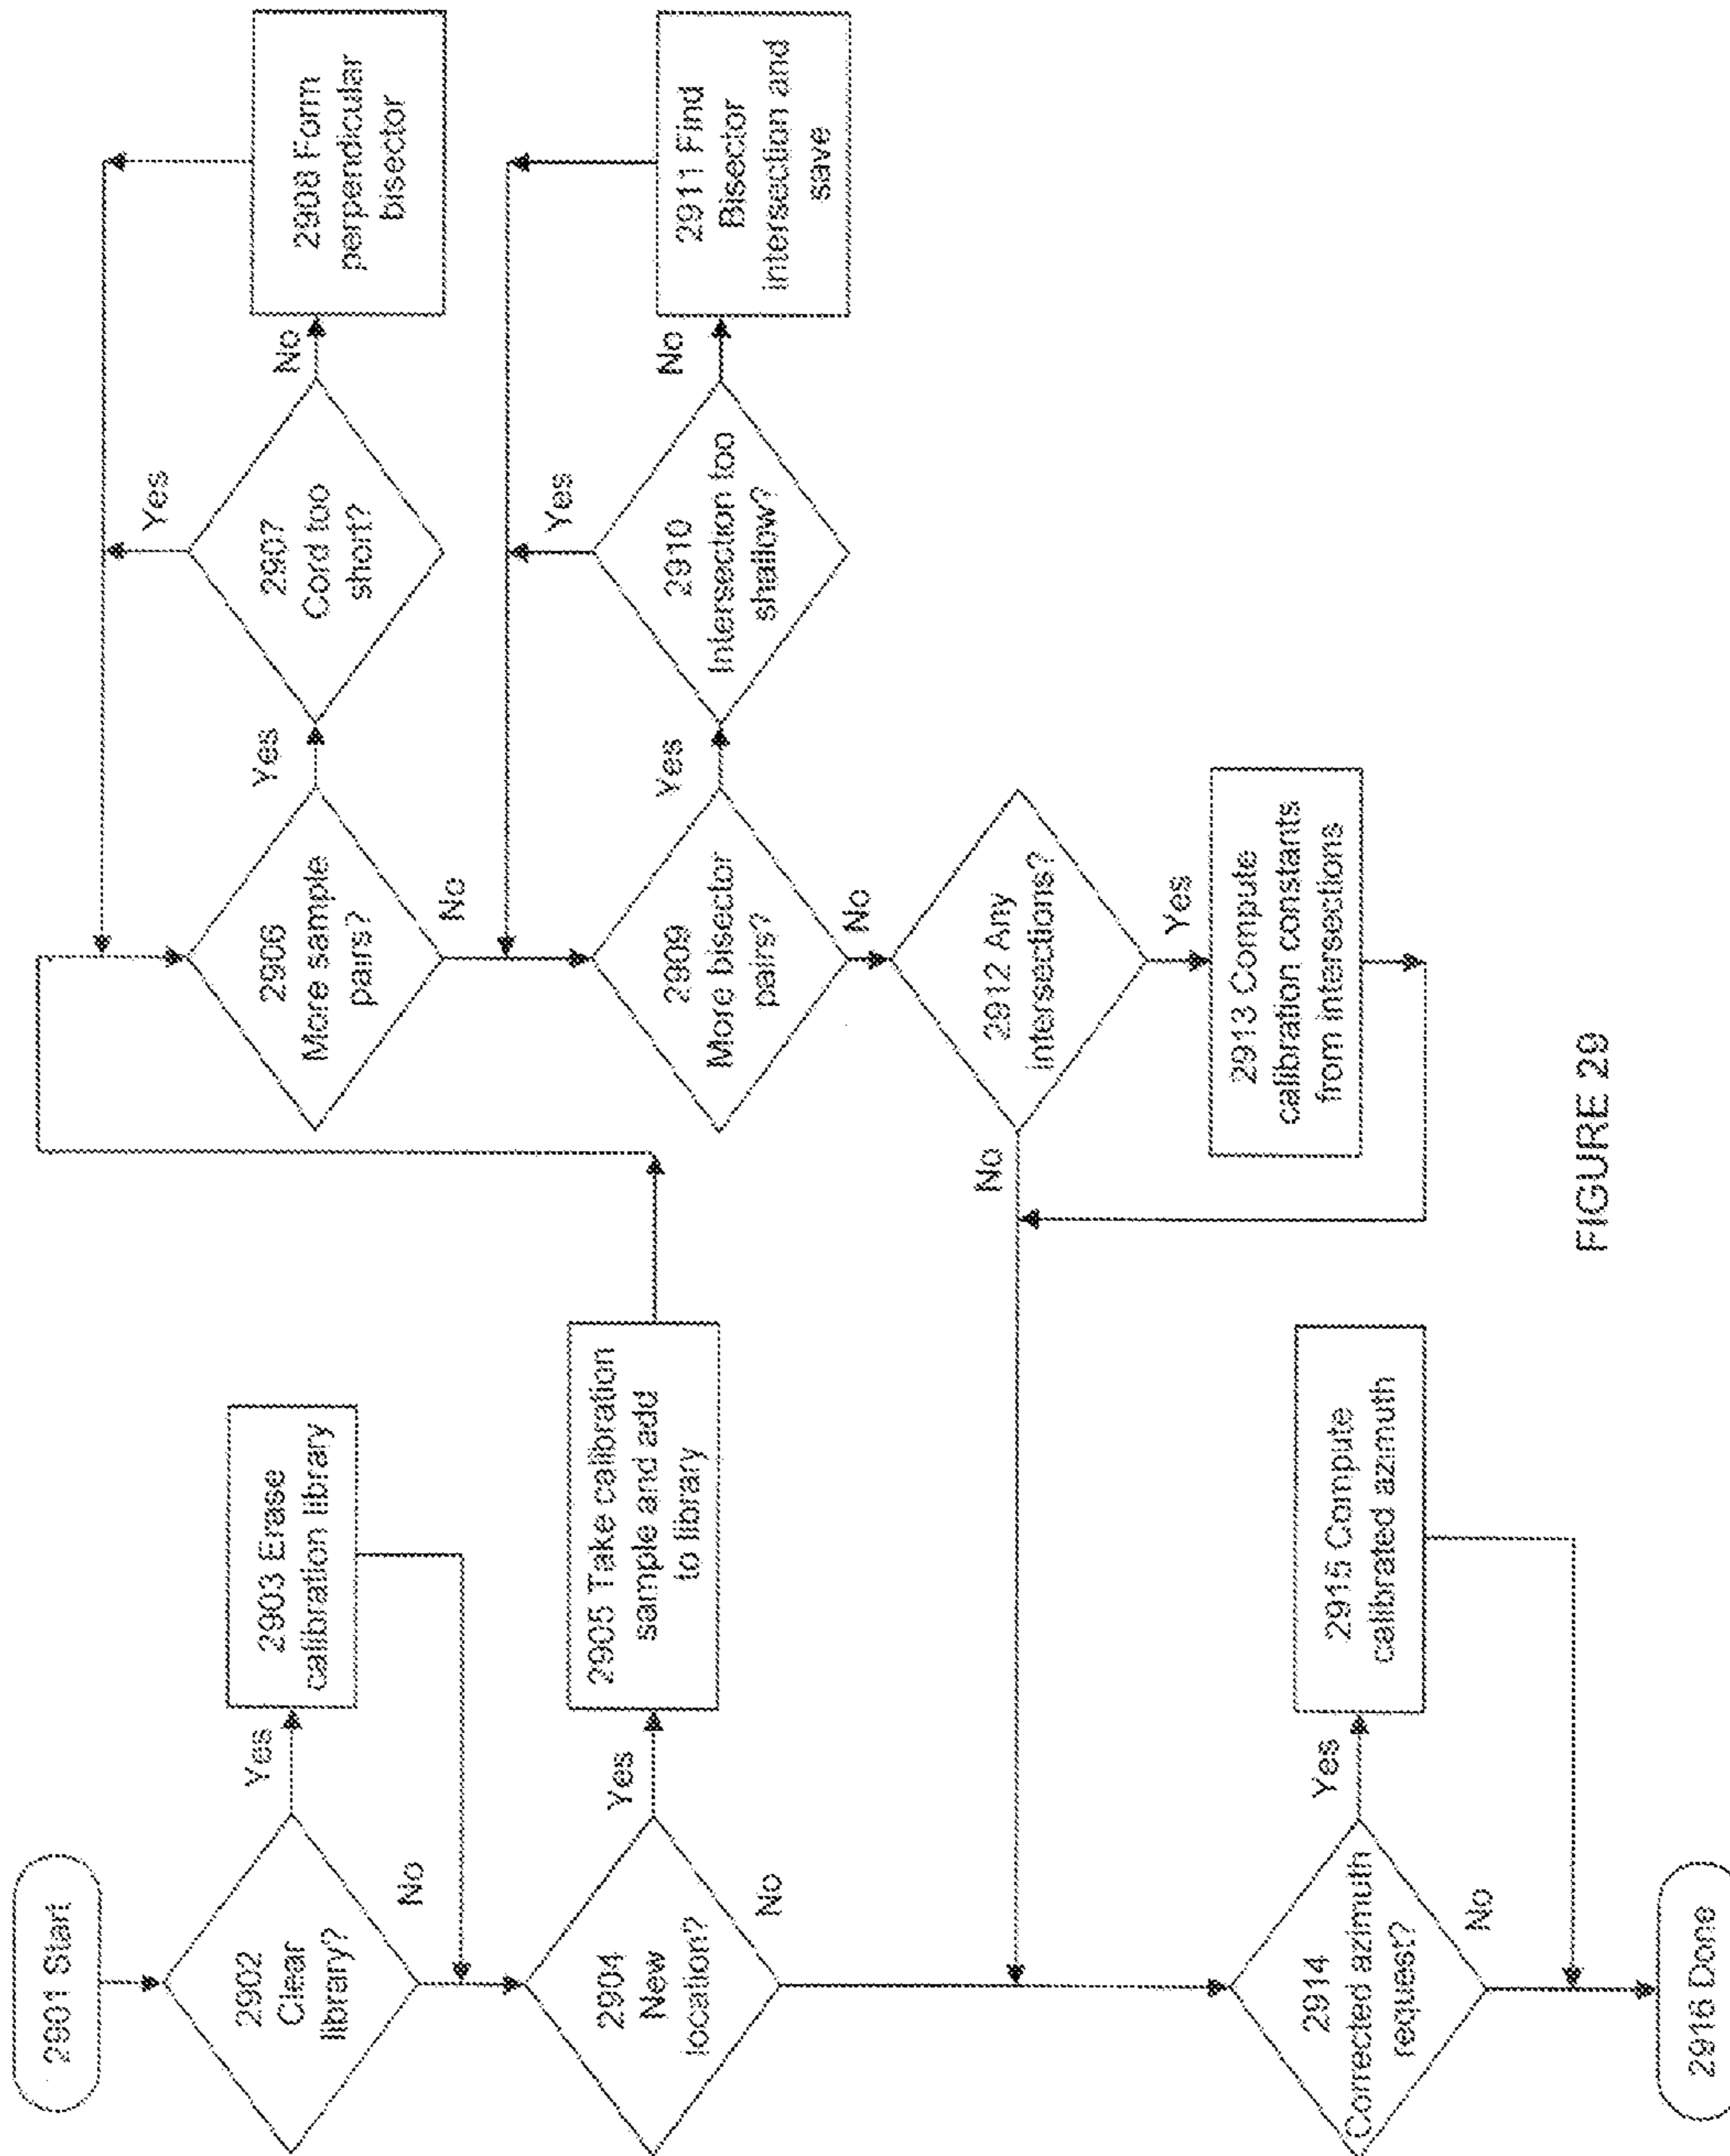 2901 Start
2902
Clear
library?
Yes
No
2903 Erase
calibration library
2904
New
location?
Yes
No
2905 Take calibration
sample and add
to library
2906
More sample
pairs?
Yes
No
2907
Cord too
short?
Yes
No
2908 Form
perpendicular
bisector
2909
More bisector
pairs?
Yes
No
2910
Intersection too
shallow?
Yes
No
2911 Find
Bisector
intersection and
save
2912 Any
intersections?
No
Yes
2913 Compute
calibration constants
from intersections
2914
Corrected azimuth
request?
Yes
No
2915 Compute
calibrated azimuth
2916 Done
FIGURE 29